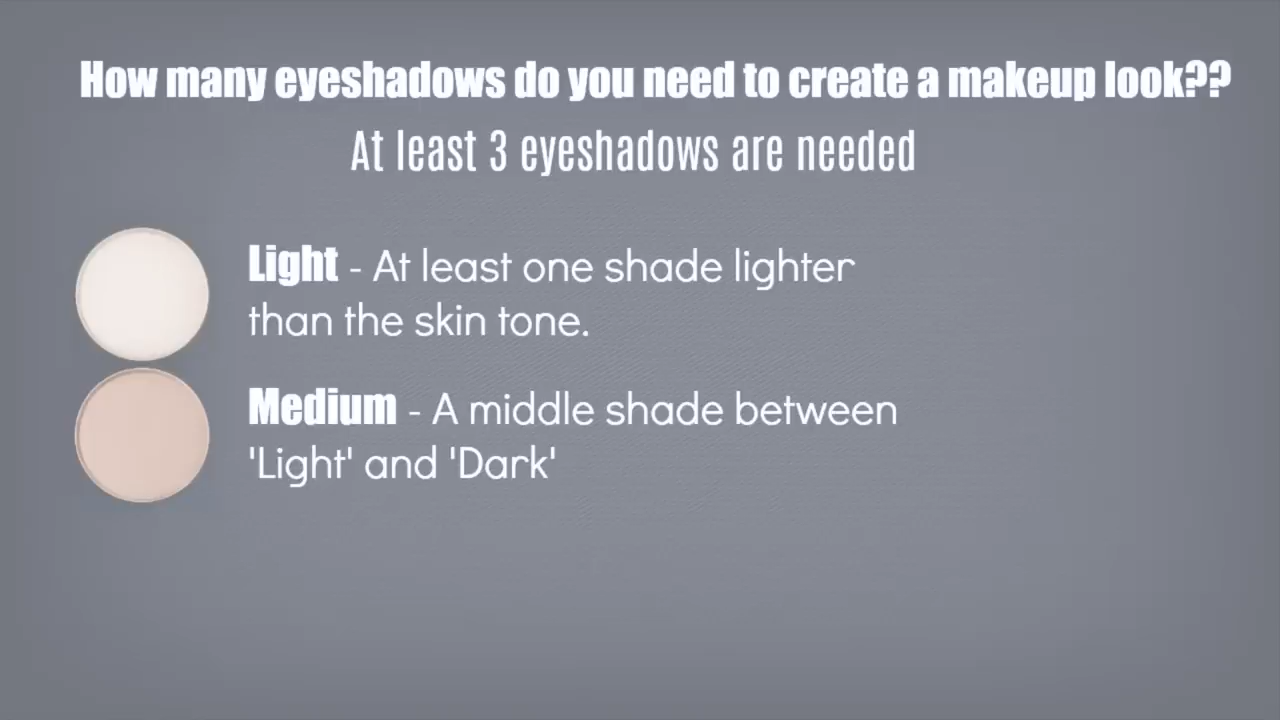 How many eyeshadows do you need to create a makeup look??
At least 3 eyeshadows are needed
Light - At least one shade lighter
than the skin tone.
Medium - A middle shade between
'Light' and 'Dark'